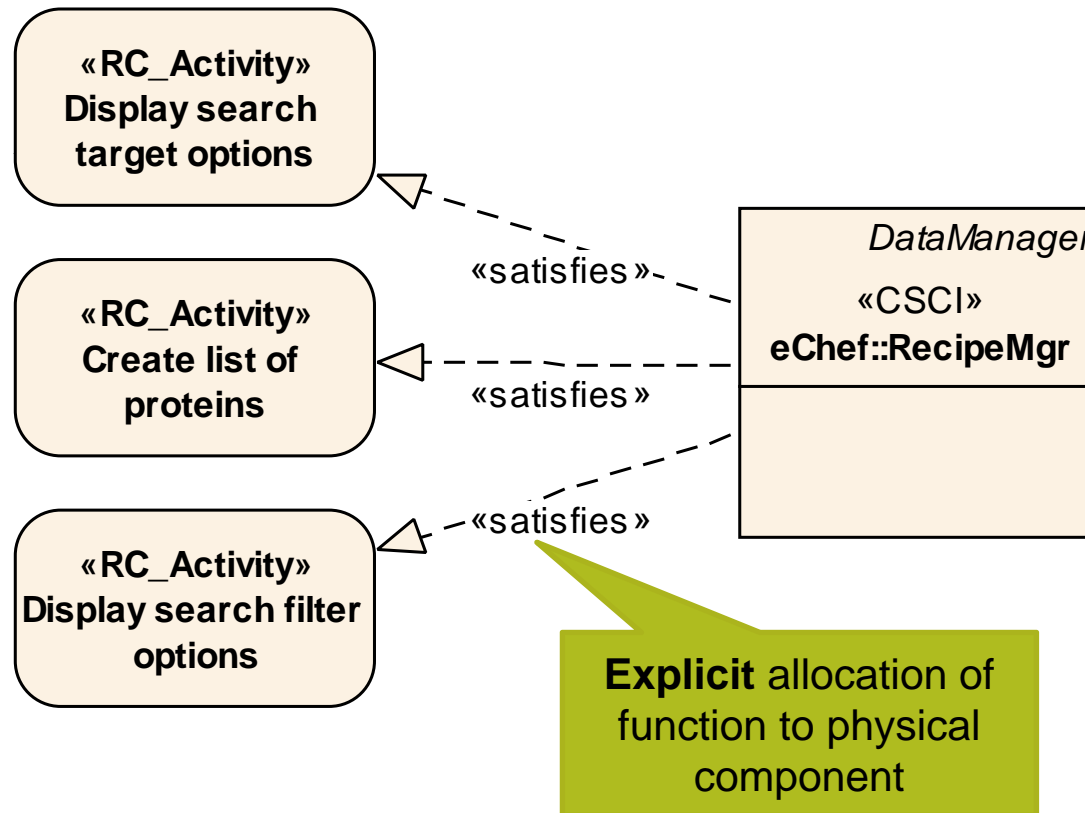 «RC_Activity»
Display search
target options
«satisfies»
DataManager
«CSCI»
eChef::RecipeMgr
«RC_Activity»
Create list of
proteins
«satisfies»
«RC_Activity»
Display search filter
options
«satisfies»
Explicit allocation of
function to physical
component